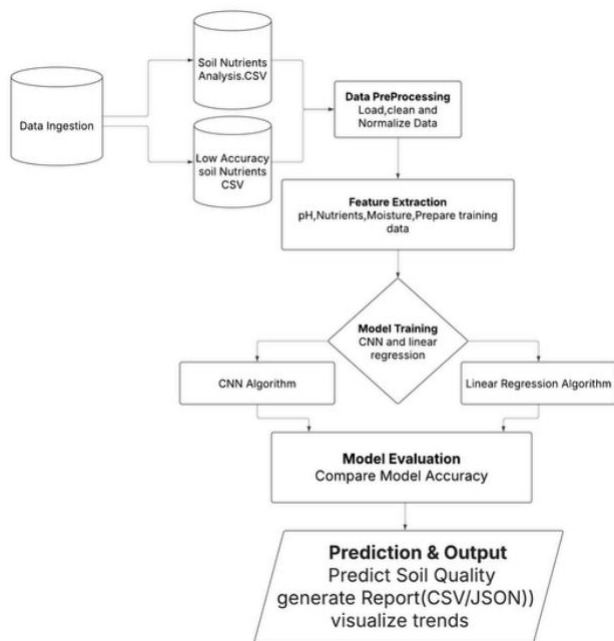 Data Ingestion
Soil Nutrients
Analysis.CSV
Low Accuracy
soil Nutrients
CSV
Data PreProcessing
Load,clean and
Normalize Data
Feature Extraction
pH,Nutrients,Moisture,Prepare training
data
Model Training
CNN and linear
regression
CNN Algorithm
Linear Regression Algorithm
Model Evaluation
Compare Model Accuracy
Prediction & Output
Predict Soil Quality
generate Report(CSV/JSON))
visualize trends